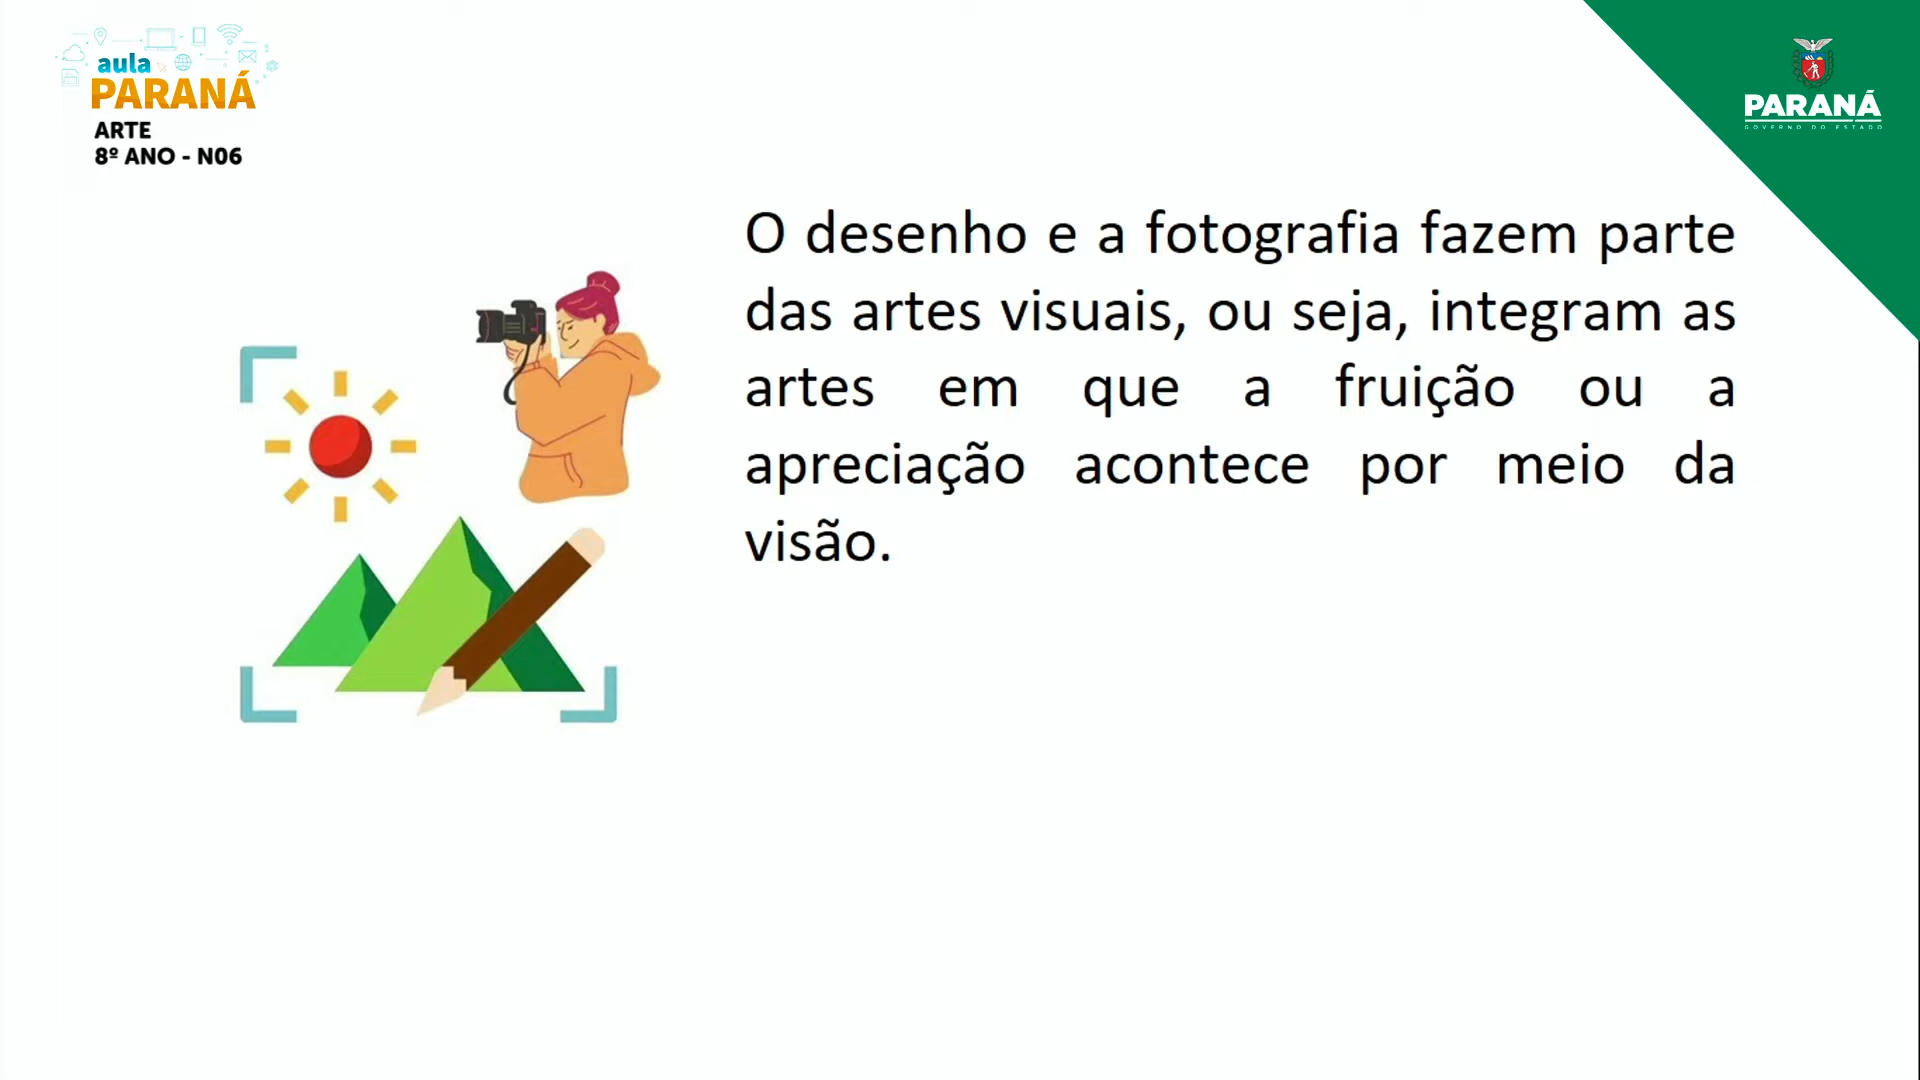 aula
PARANÁ
ARTE
8º ANO - N06
PARANÁ
GOVERNO DO ESTADO
O desenho e a fotografia fazem parte
das artes visuais, ou seja, integram as
artes em que a fruição ou a
apreciação acontece por meio da
visão.